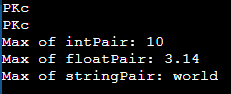 PKc
PKc
Max of intPair: 10
Max of floatPair: 3.14
Max of stringPair: world